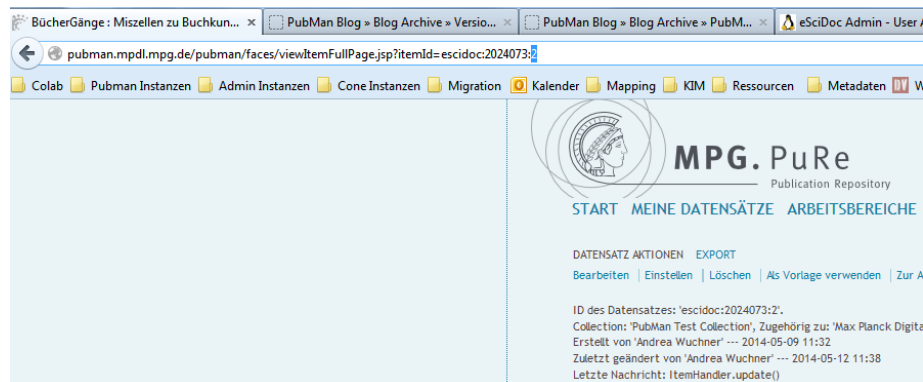 BücherGänge : Miszellen zu Buchkun... ×
PubMan Blog » Blog Archive » Versio... ×
PubMan Blog » Blog Archive » PubM... ×
eSciDoc Admin - User
pubman.mpdl.mpg.de/pubman/faces/viewItemFullPage.jsp?itemId=escidoc:2024073:2
Colab Pubman Instanzen Admin Instanzen Cone Instanzen Migration Kalender Mapping KIM Ressourcen Metadaten
MPG. PuRe
Publication Repository
START MEINE DATENSÄTZE ARBEITSBEREICHE
DATENSATZ AKTIONEN EXPORT
Bearbeiten | Einstellen | Löschen | Als Vorlage verwenden | Zur
ID des Datensatzes: 'escidoc:2024073:2'.
Collection: 'PubMan Test Collection', Zugehörig zu: 'Max Planck Digita
Erstellt von 'Andrea Wuchner' --- 2014-05-09 11:32
Zuletzt geändert von 'Andrea Wuchner' --- 2014-05-12 11:38
Letzte Nachricht: ItemHandler.update()